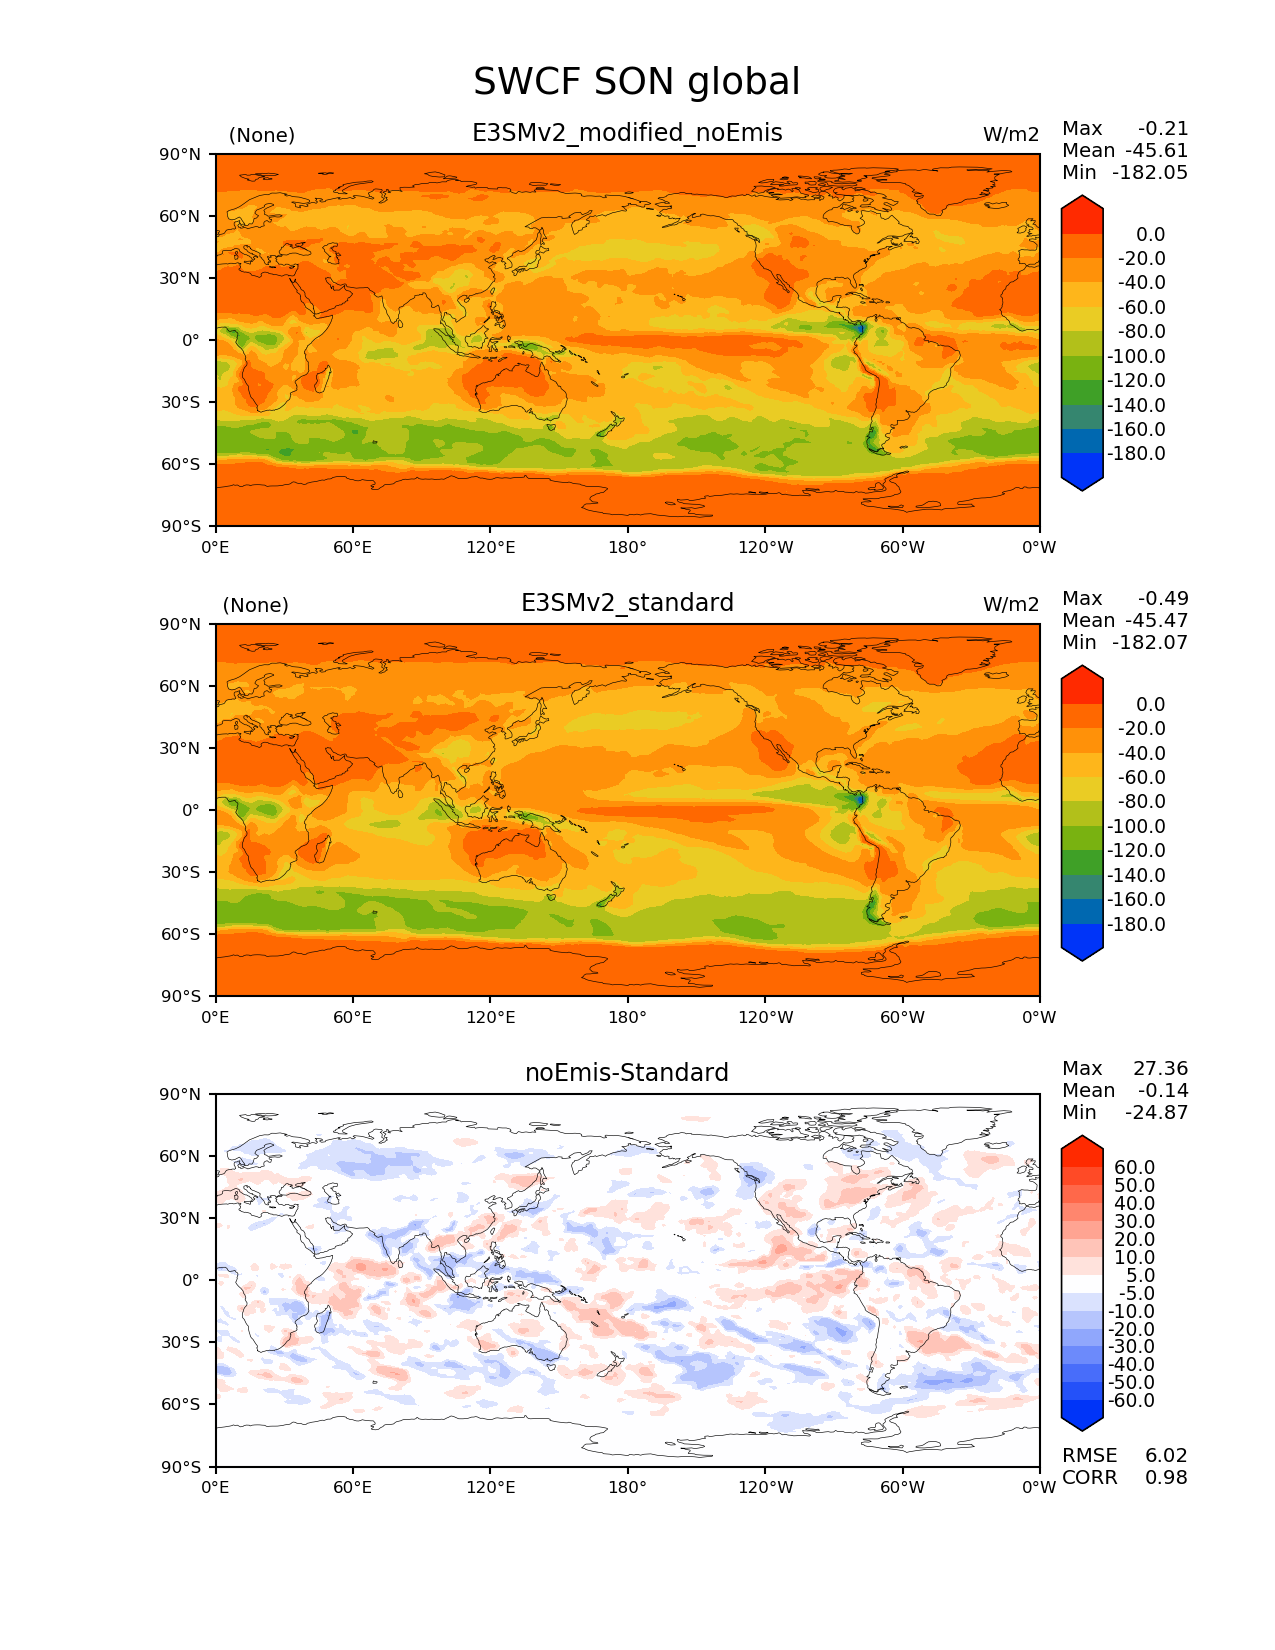 SWCF SON global
(None) E3SMv2_modified_noEmis W/m2
Max -0.21
Mean -45.61
Min -182.05
90°N
60°N
30°N
0°
30°S
60°S
90°S
0°E 60°E 120°E 180° 120°W 60°W 0°W
0.0
-20.0
-40.0
-60.0
-80.0
-100.0
-120.0
-140.0
-160.0
-180.0
(None) E3SMv2_standard W/m2
Max -0.49
Mean -45.47
Min -182.07
90°N
60°N
30°N
0°
30°S
60°S
90°S
0°E 60°E 120°E 180° 120°W 60°W 0°W
0.0
-20.0
-40.0
-60.0
-80.0
-100.0
-120.0
-140.0
-160.0
-180.0
noEmis-Standard
Max 27.36
Mean -0.14
Min -24.87
90°N
60°N
30°N
0°
30°S
60°S
90°S
0°E 60°E 120°E 180° 120°W 60°W 0°W
60.0
50.0
40.0
30.0
20.0
10.0
5.0
-5.0
-10.0
-20.0
-30.0
-40.0
-50.0
-60.0
RMSE 6.02
CORR 0.98